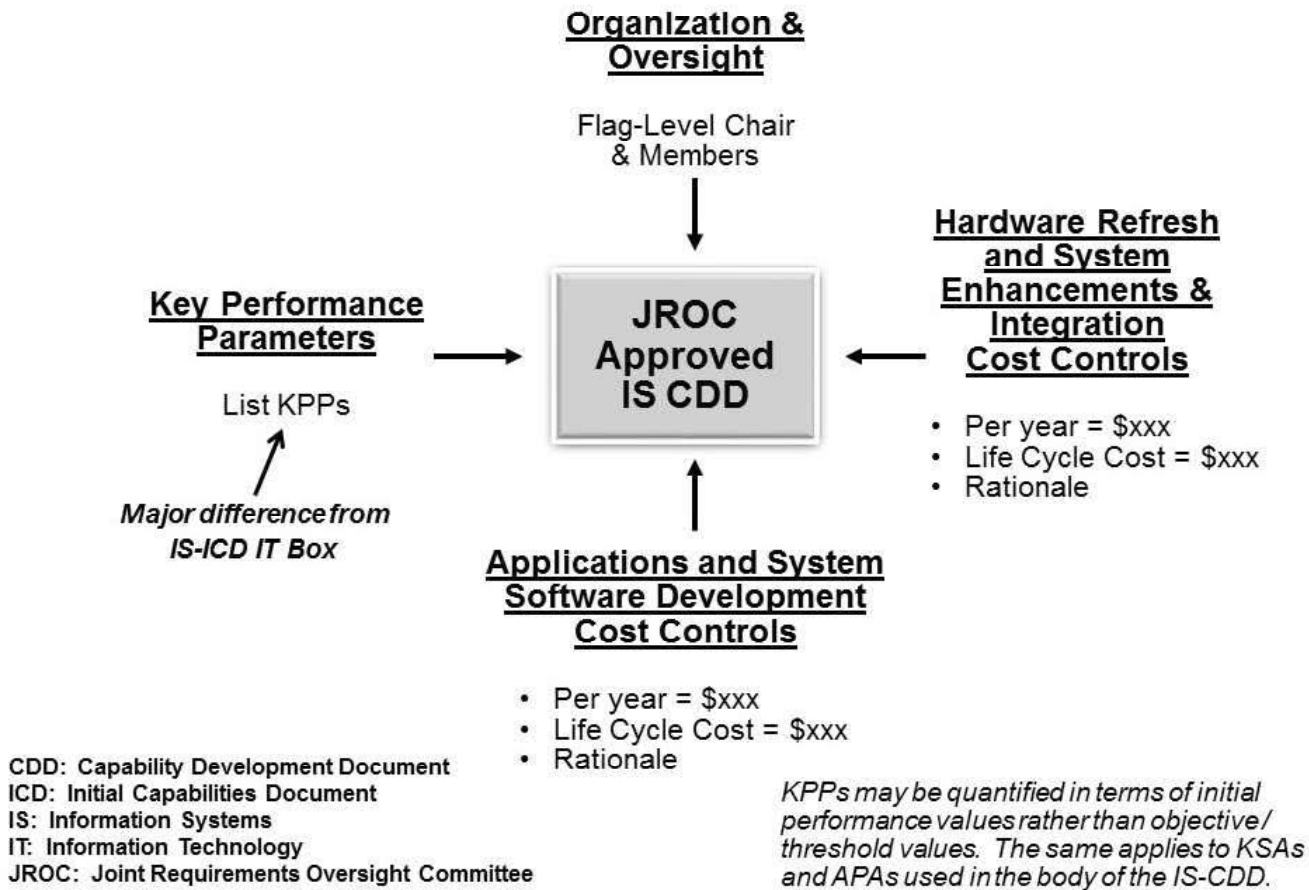 Organization &
Oversight
Flag-Level Chair
& Members
Key Performance
Parameters
List KPPs
Major difference from
IS-ICD IT Box
JROC
Approved
IS CDD
Hardware Refresh
and System
Enhancements &
Integration
Cost Controls
• Per year = $xxx
• Life Cycle Cost = $xxx
• Rationale
Applications and System
Software Development
Cost Controls
• Per year = $xxx
• Life Cycle Cost = $xxx
• Rationale
CDD: Capability Development Document
ICD: Initial Capabilities Document
IS: Information Systems
IT: Information Technology
JROC: Joint Requirements Oversight Committee
KPPs may be quantified in terms of initial
performance values rather than objective/
threshold values. The same applies to KSAs
and APAs used in the body of the IS-CDD.